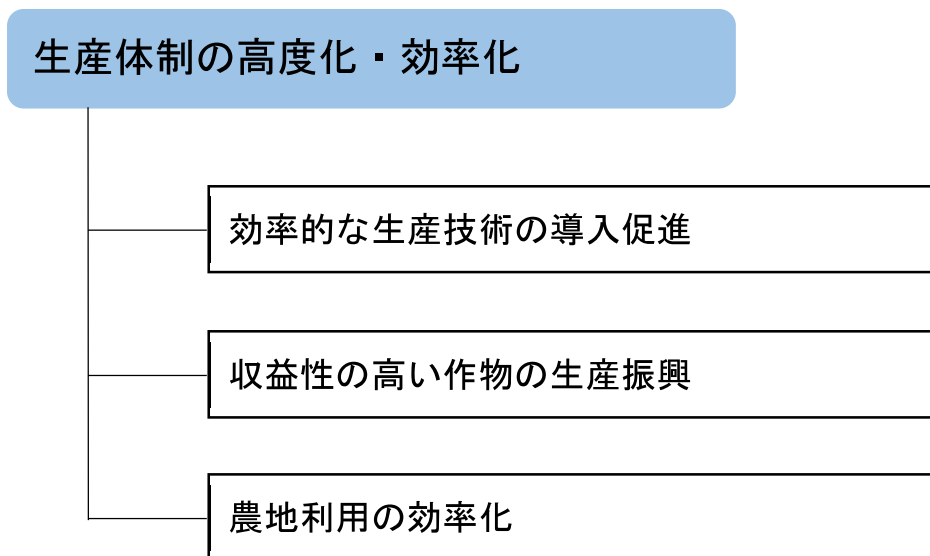 生産体制の高度化・効率化
効率的な生産技術の導入促進
収益性の高い作物の生産振興
農地利用の効率化